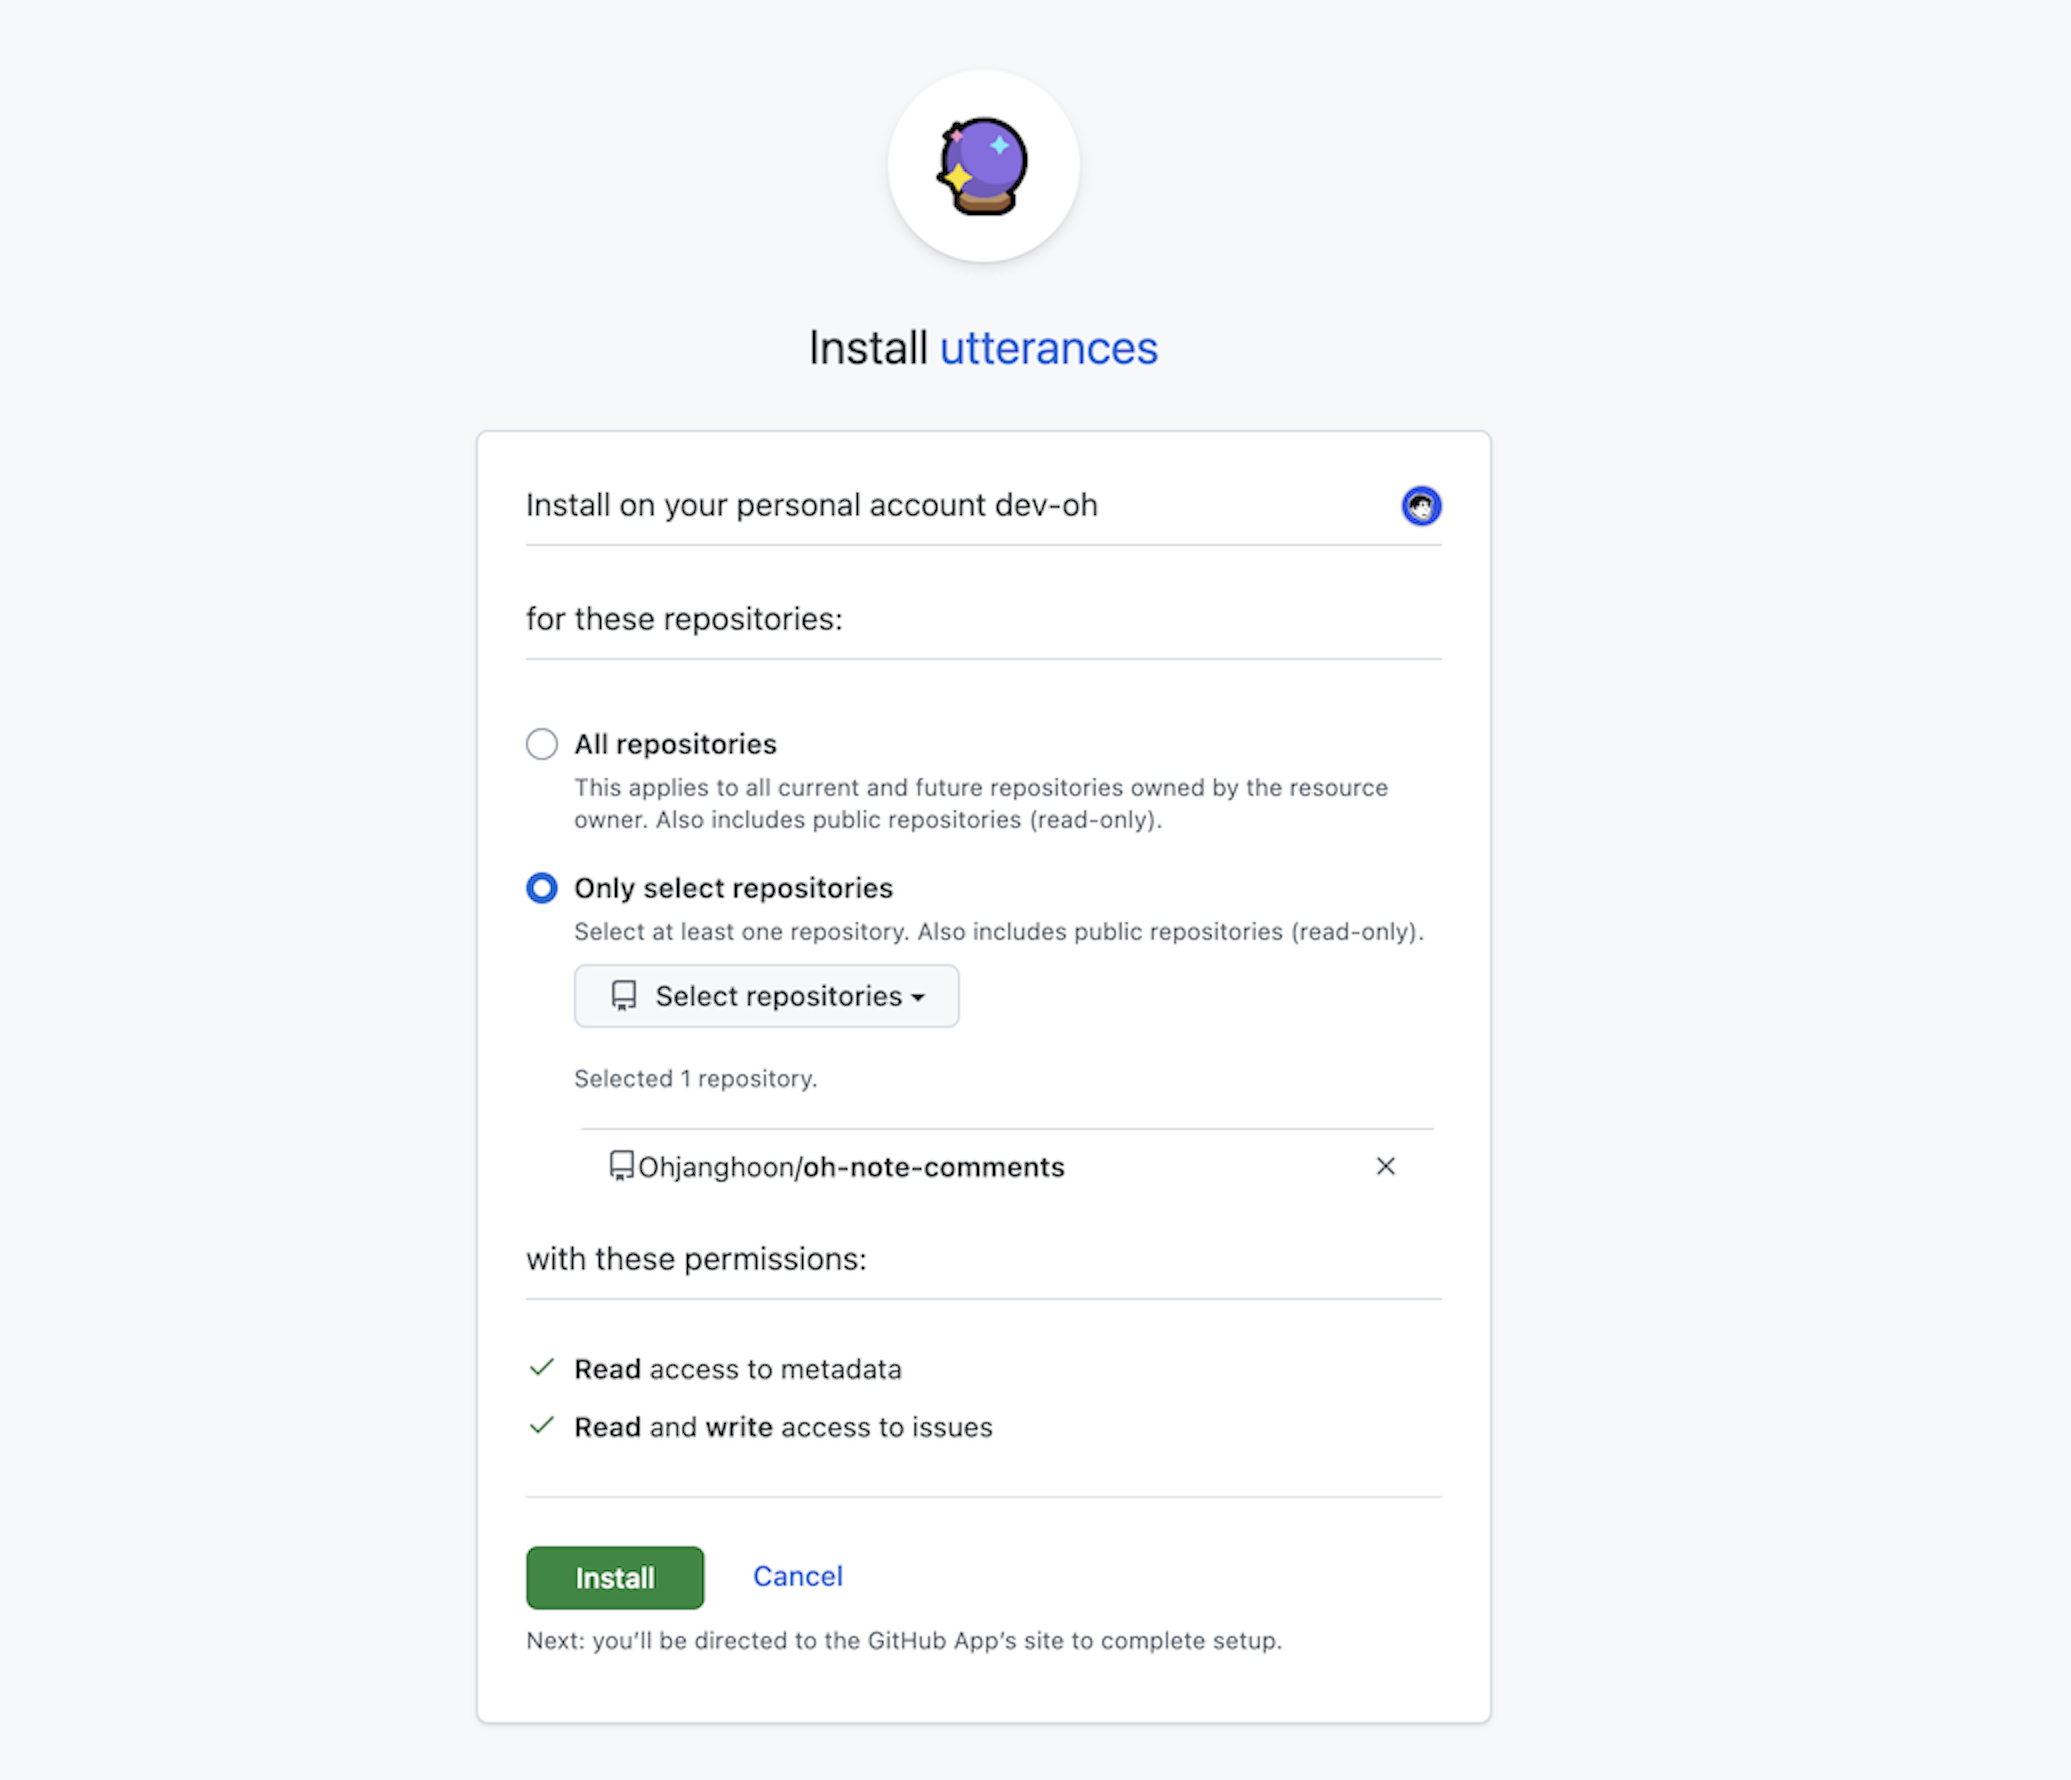 Install utterances
Install on your personal account dev-oh
for these repositories:
All repositories
This applies to all current and future repositories owned by the resource
owner. Also includes public repositories (read-only).
Only select repositories
Select at least one repository. Also includes public repositories (read-only).
Select repositories
Selected 1 repository.
Ohjanghoon/oh-note-comments
with these permissions:
Read access to metadata
Read and write access to issues
Install Cancel
Next: you’ll be directed to the GitHub App’s site to complete setup.